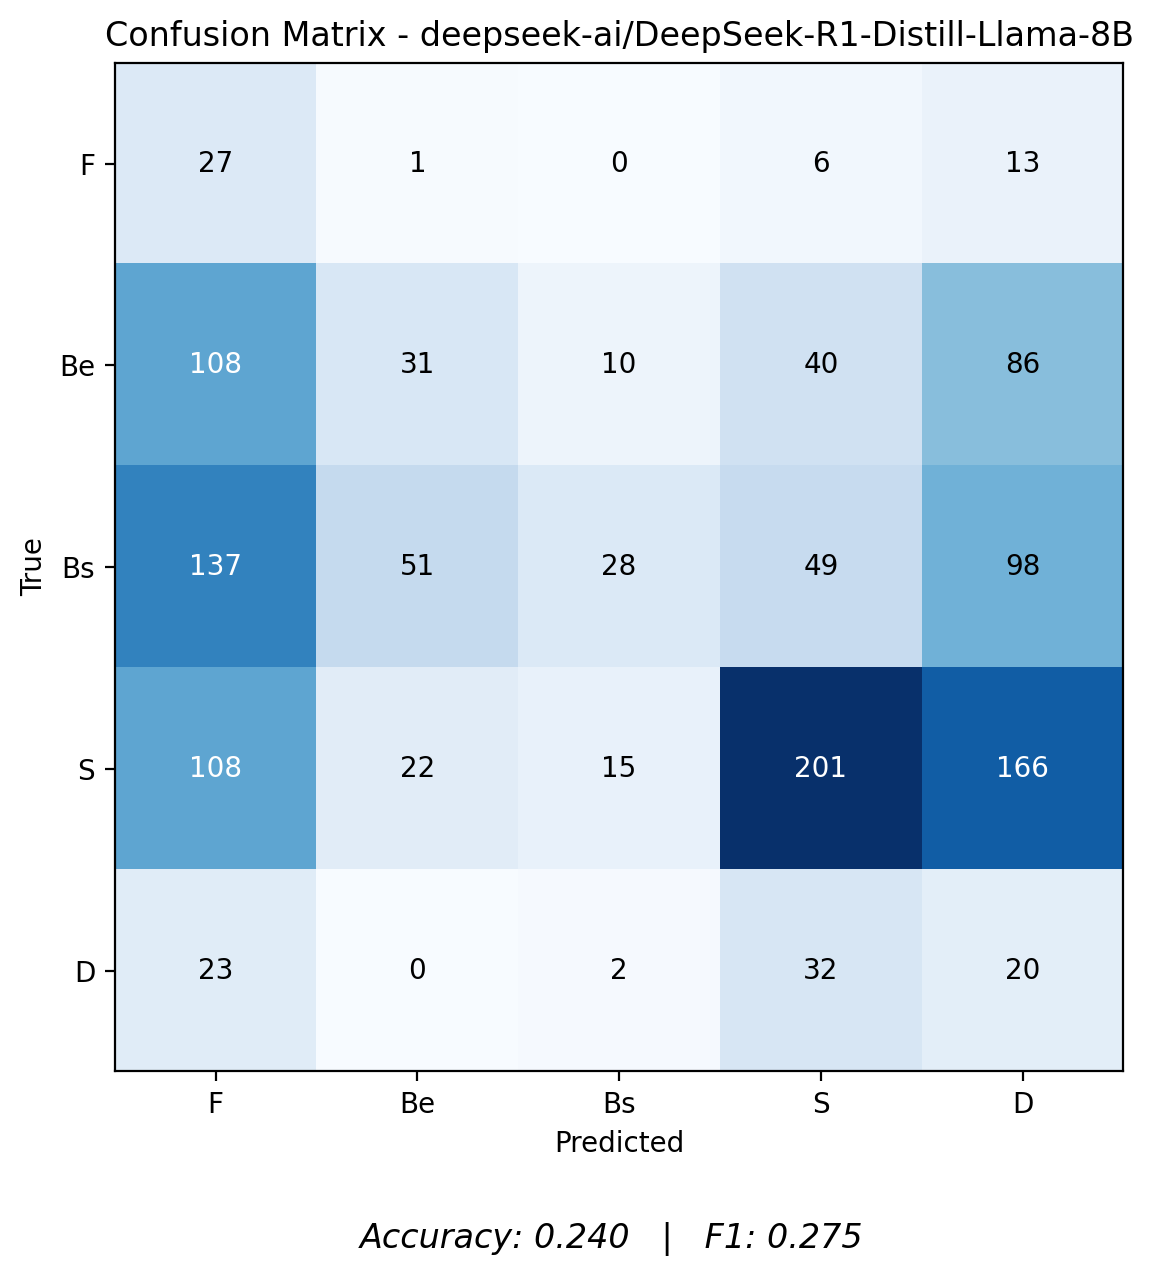 Confusion Matrix - deepseek-ai/DeepSeek-R1-Distill-Llama-8B
F 27 1 0 6 13
Be 108 31 10 40 86
True
Bs 137 51 28 49 98
S 108 22 15 201 166
D 23 0 2 32 20
F Be Bs S D
Predicted
Accuracy: 0.240 | F1: 0.275